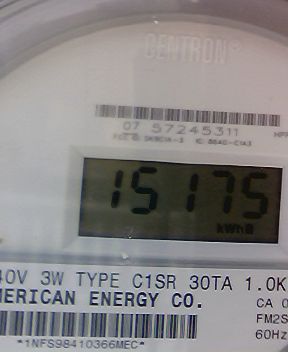 CENTRON®
07 57245311
15175
kWh
40V 3W TYPE C1SR 30TA 1.0K
MERICAN ENERGY CO.
CA 0
FM2S
60Hz
*1NFS98410366MEC*